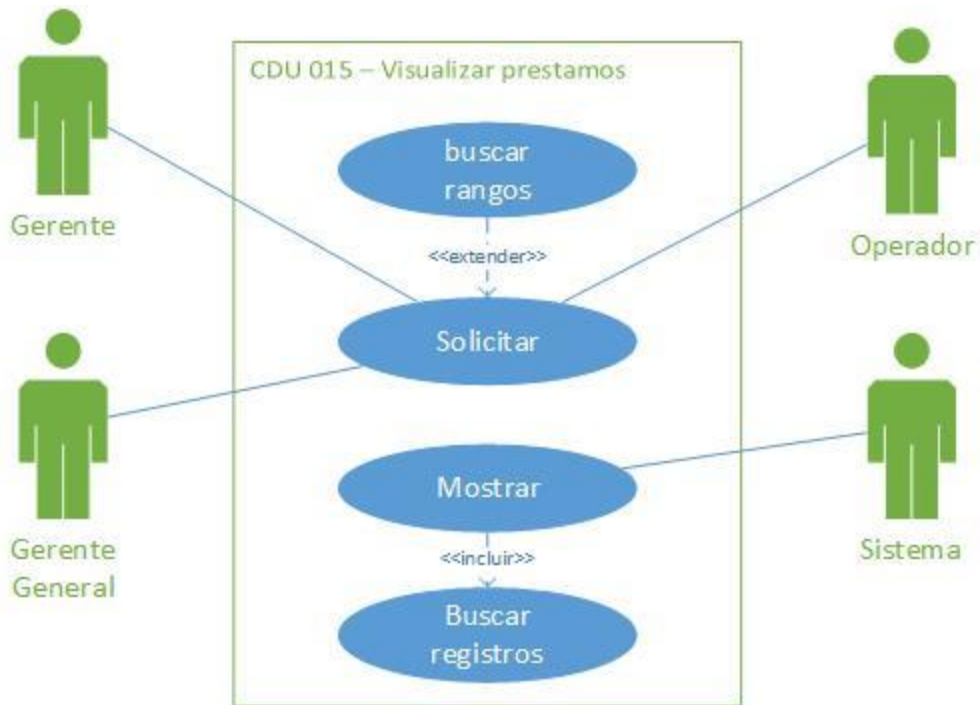 CDU 015 – Visualizar prestamos
buscar
rangos
Gerente
Operador
<<extender>>
Solicitar
Mostrar
Gerente
General
Sistema
<<incluir>>
Buscar
registros